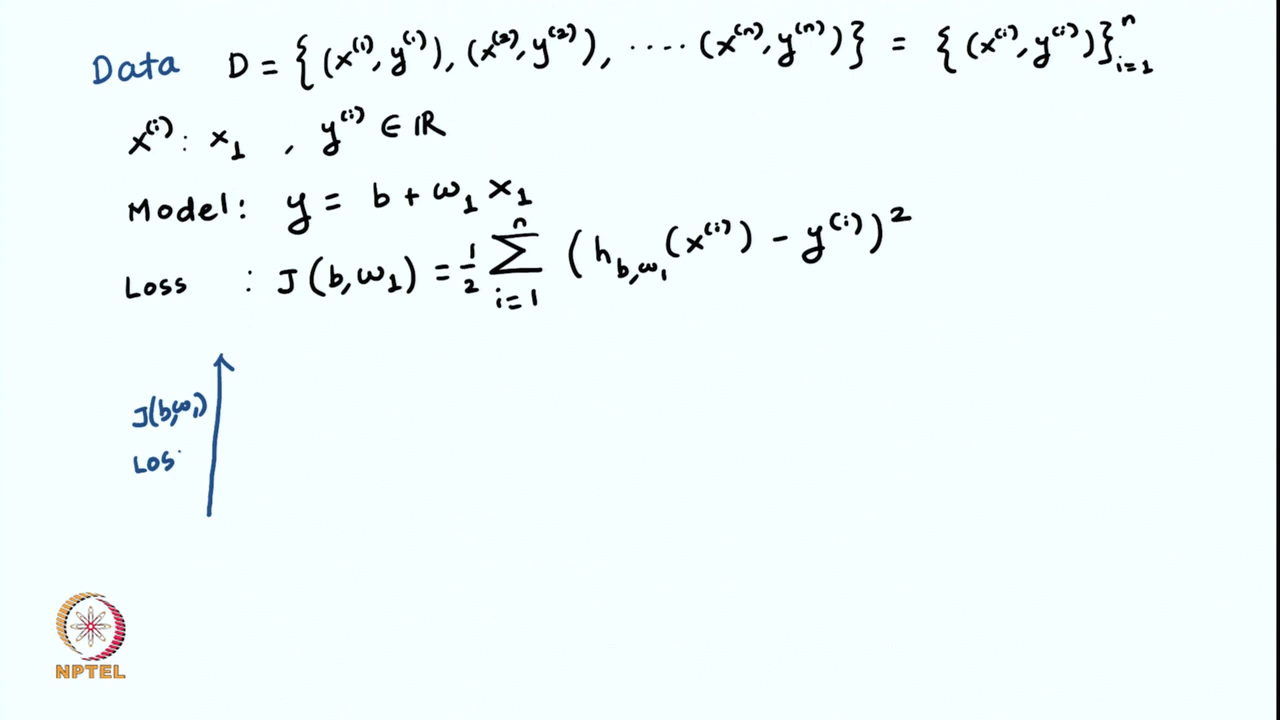 Data D = { (x^(1), y^(1)), (x^(2), y^(2)), .... (x^(n), y^(n)) } = { (x^(i), y^(i)) }_{i=1}^n
x^(i) : x_1 , y^(i) ∈ ℝ
Model: y = b + ω_1 x_1
Loss : J(b, ω_1) = 1/2 Σ_{i=1}^n (h_{b,ω_1}(x^(i)) - y^(i))^2
J(b,ω_1)
Los
NPTEL